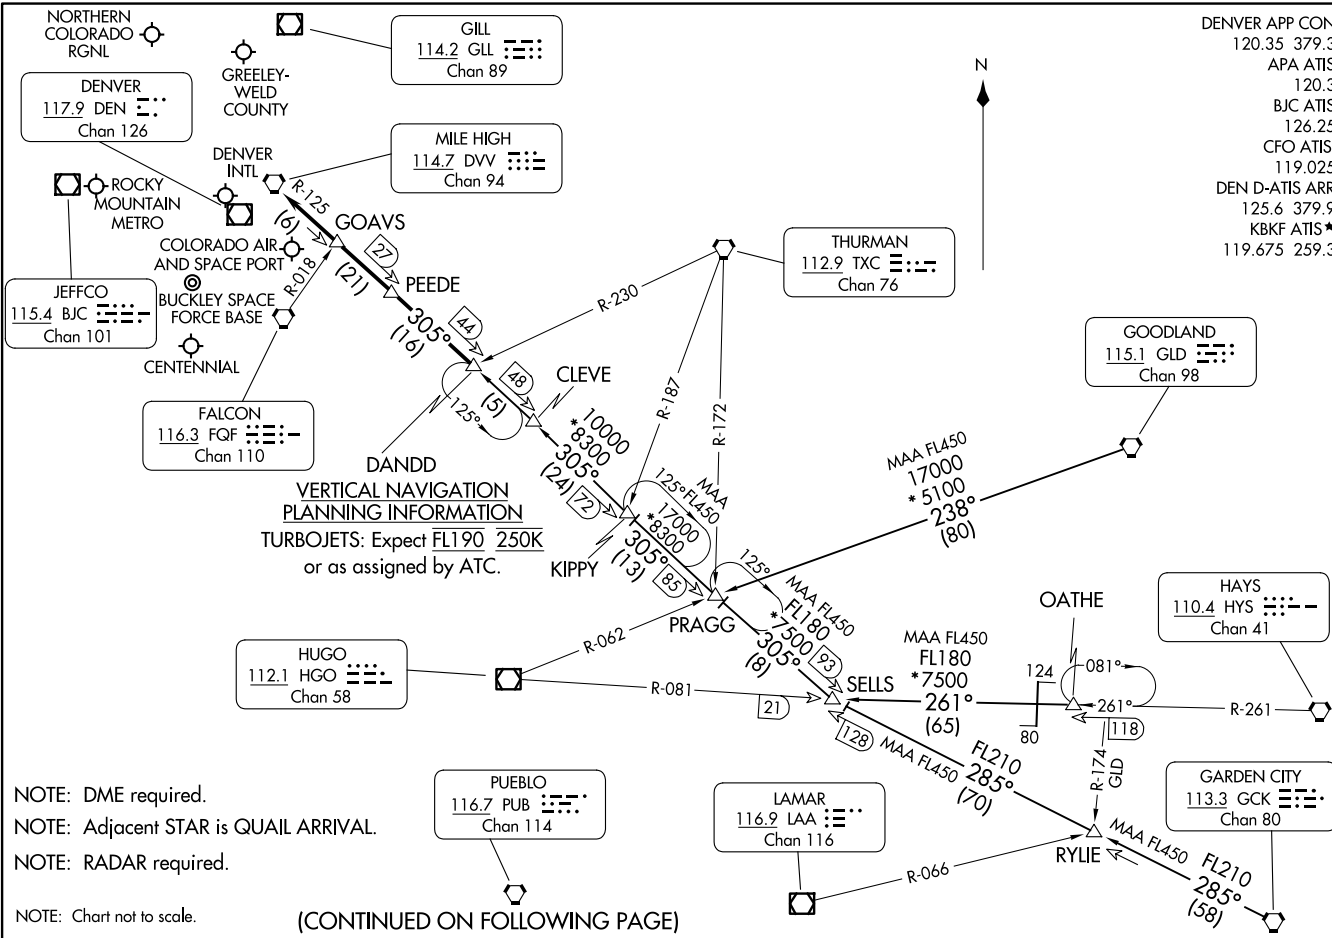 NORTHERN
COLORADO
RGNL
GILL
114.2 GLL
Chan 89
DENVER APP CON
120.35 379.3
APA ATIS
120.3
BJC ATIS
126.25
CFO ATIS
119.025
DEN D-ATIS ARR
125.6 379.9
KBKF ATIS★
119.675 259.3
GREELEY-
WELD
COUNTY
DENVER
117.9 DEN
Chan 126
MILE HIGH
114.7 DVV
Chan 94
N
DENVER
INTL
ROCKY
MOUNTAIN
METRO
R-125
(6)
GOAVS
27
COLORADO AIR
AND SPACE PORT
R-018
(21)
PEEDE
THURMAN
112.9 TXC
Chan 76
JEFFCO
115.4 BJC
Chan 101
BUCKLEY SPACE
FORCE BASE
305°
(16)
44
R-230
CENTENNIAL
GOODLAND
115.1 GLD
Chan 98
48
CLEVE
(5)
125°
R-187
R-172
FALCON
116.3 FQF
Chan 110
DANDD
10000
*8300
305°
(24)
72
VERTICAL NAVIGATION
PLANNING INFORMATION
TURBOJETS: Expect FL190 250K
or as assigned by ATC.
125°
MAA
FL450
17000
*8300
305°
(13)
KIPPY
85
MAA FL450
17000
*5100
238°
(80)
PRAGG
125°
MAA FL450
FL180
*7500
305°
(8)
93
R-062
HUGO
112.1 HGO
Chan 58
R-081
21
SELLS
OATHE
HAYS
110.4 HYS
Chan 41
MAA FL450
FL180
*7500
261°
(65)
124
80
081°
261°
118
R-261
128
MAA FL450
FL210
285°
(70)
R-174
GLD
GARDEN CITY
113.3 GCK
Chan 80
NOTE: DME required.
NOTE: Adjacent STAR is QUAIL ARRIVAL.
NOTE: RADAR required.
PUEBLO
116.7 PUB
Chan 114
LAMAR
116.9 LAA
Chan 116
R-066
RYLIE
MAA FL450
FL210
285°
(58)
NOTE: Chart not to scale.
(CONTINUED ON FOLLOWING PAGE)